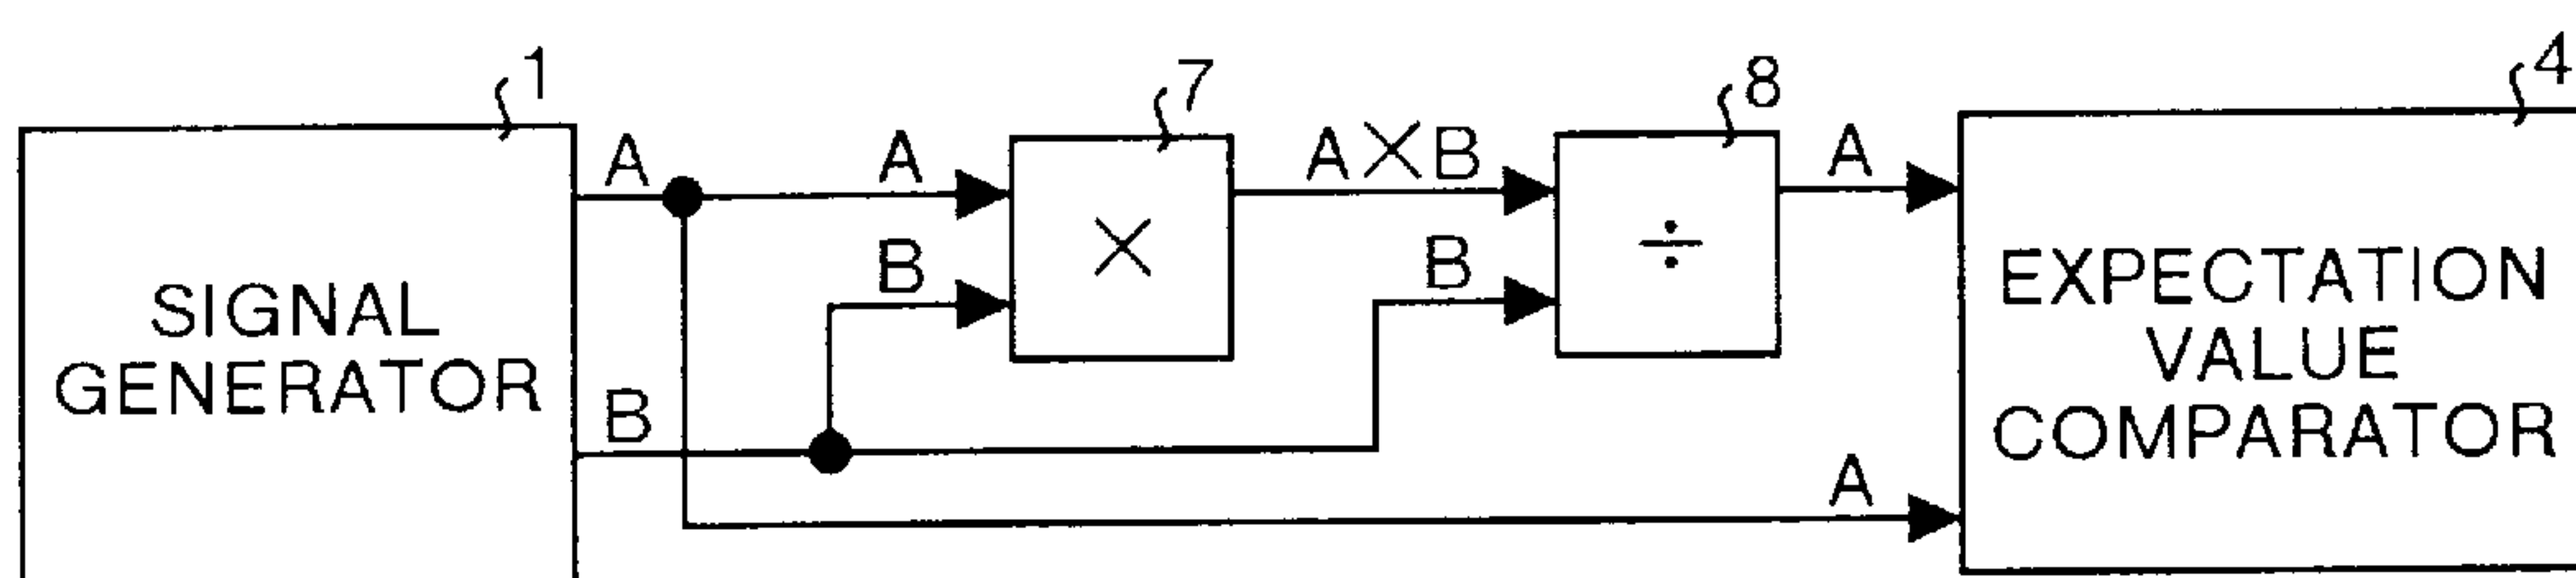 1
7
8
4
A
A
A×B
A
×
÷
B
B
SIGNAL
GENERATOR
EXPECTATION
VALUE
COMPARATOR
B
A